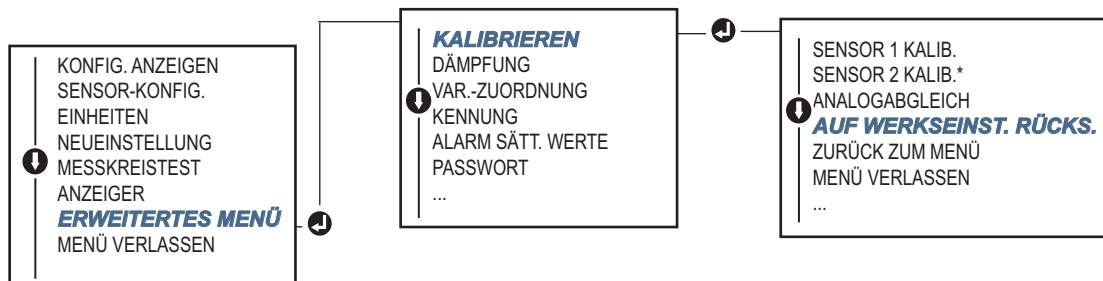 KONFIG. ANZEIGEN
SENSOR-KONFIG.
EINHEITEN
NEUEINSTELLUNG
MESSKREISTEST
ANZEIGER
ERWEITERTES MENÜ
MENÜ VERLASSEN
KALIBRIEREN
DÄMPFUNG
VAR.-ZUORDNUNG
KENNUNG
ALARM SÄTT. WERTE
PASSWORT
...
SENSOR 1 KALIB.
SENSOR 2 KALIB.*
ANALOGABGLEICH
AUF WERKSEINST. RÜCKS.
ZURÜCK ZUM MENÜ
MENÜ VERLASSEN
...